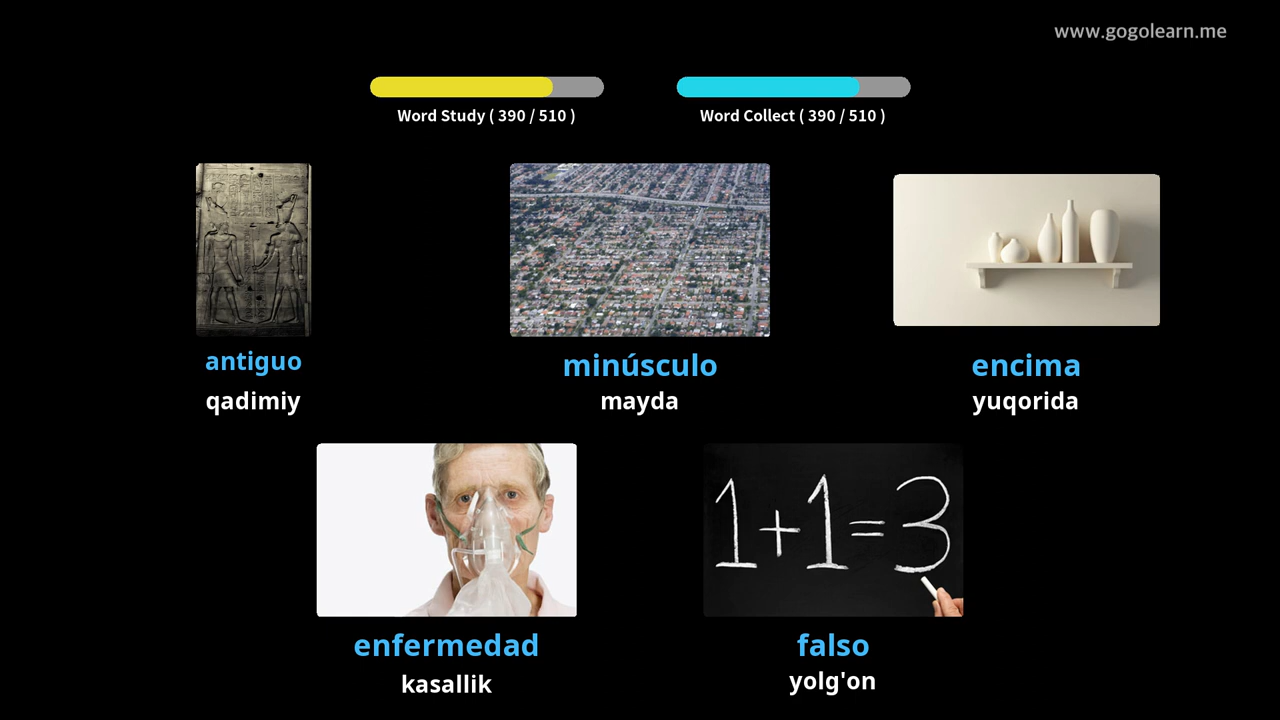 www.gogolearn.me
Word Study ( 390 / 510 )
Word Collect ( 390 / 510 )
antiguo
qadimiy
minúsculo
mayda
encima
yuqorida
1+1=3
enfermedad
kasallik
falso
yolg'on